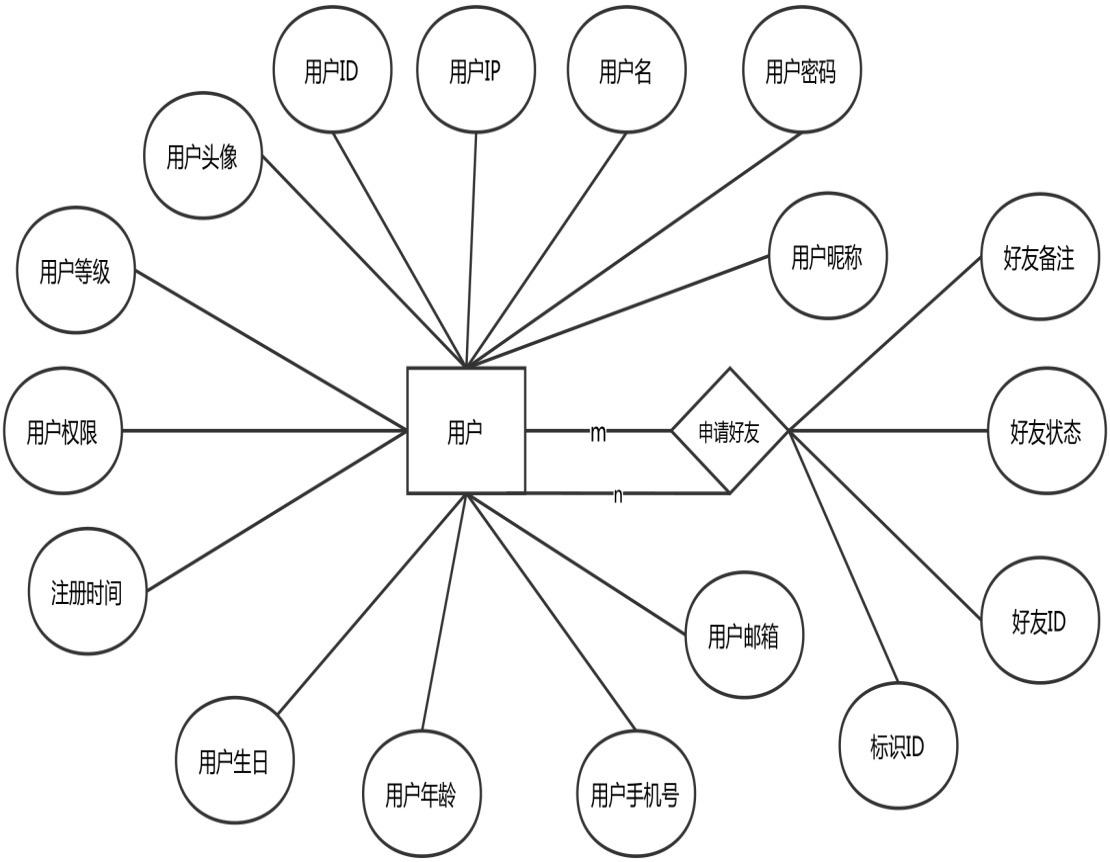 用户ID
用户IP
用户名
用户密码
用户头像
用户昵称
好友备注
用户等级
用户权限
用户
m
申请好友
好友状态
n
注册时间
用户邮箱
好友ID
用户生日
用户年龄
用户手机号
标识ID